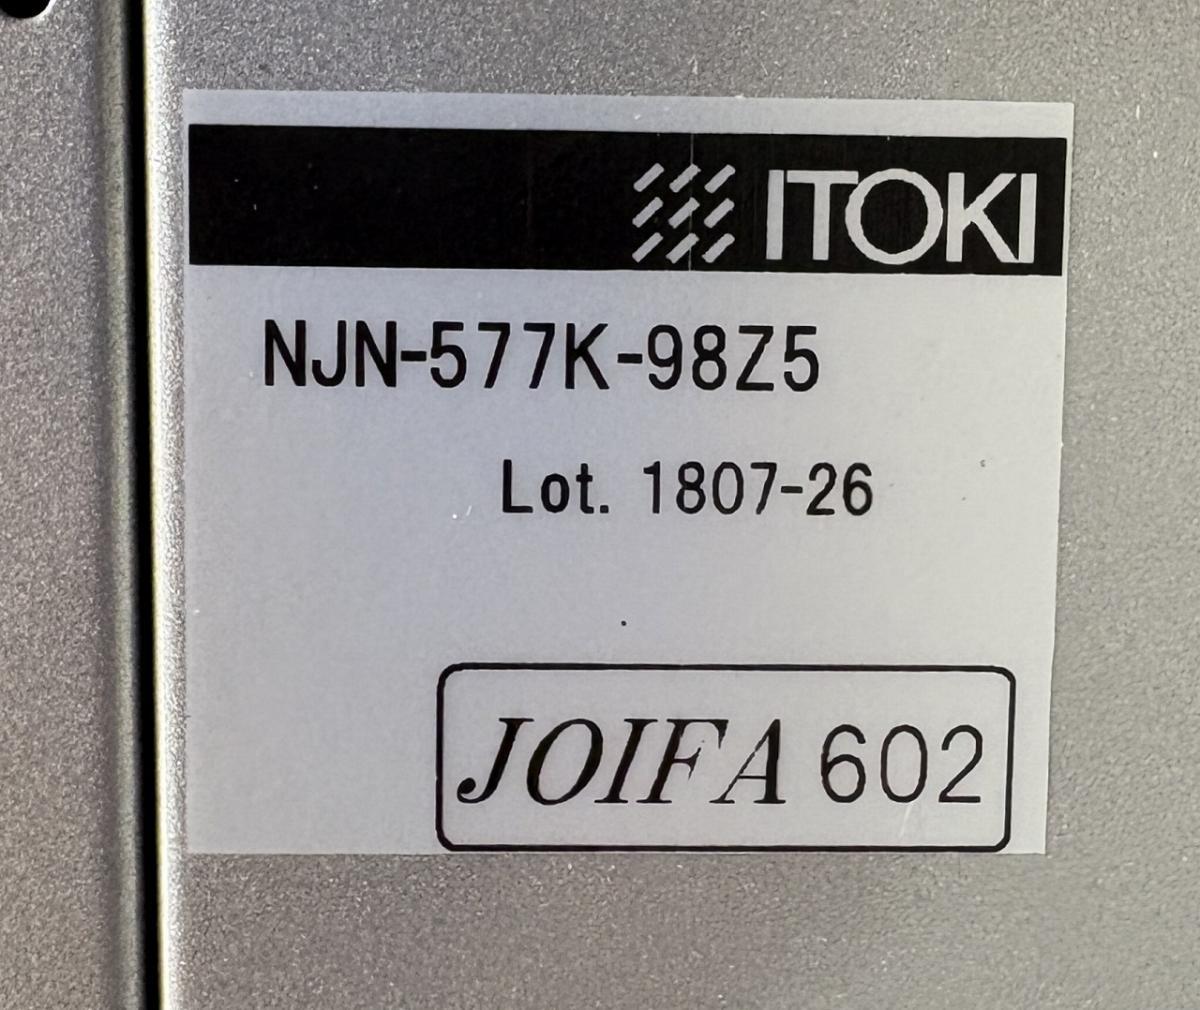 ITOKI
NJN-577K-98Z5
Lot. 1807-26
JOIFA 602